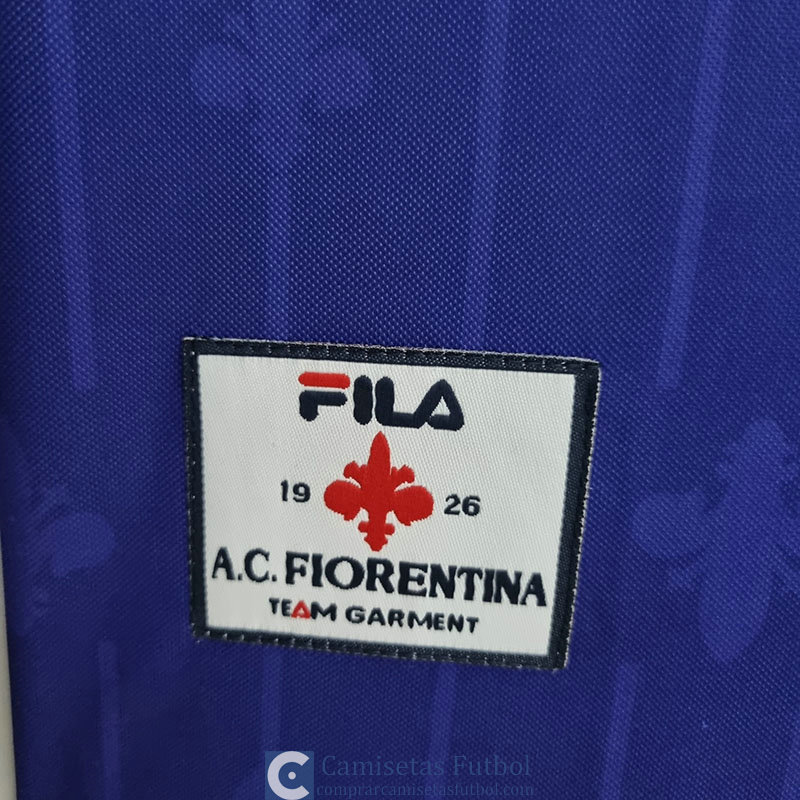 FILA
19 26
A.C. FIORENTINA
TEAM GARMENT
C Camisetas Futbol
comprarcamisetasfutbol.com